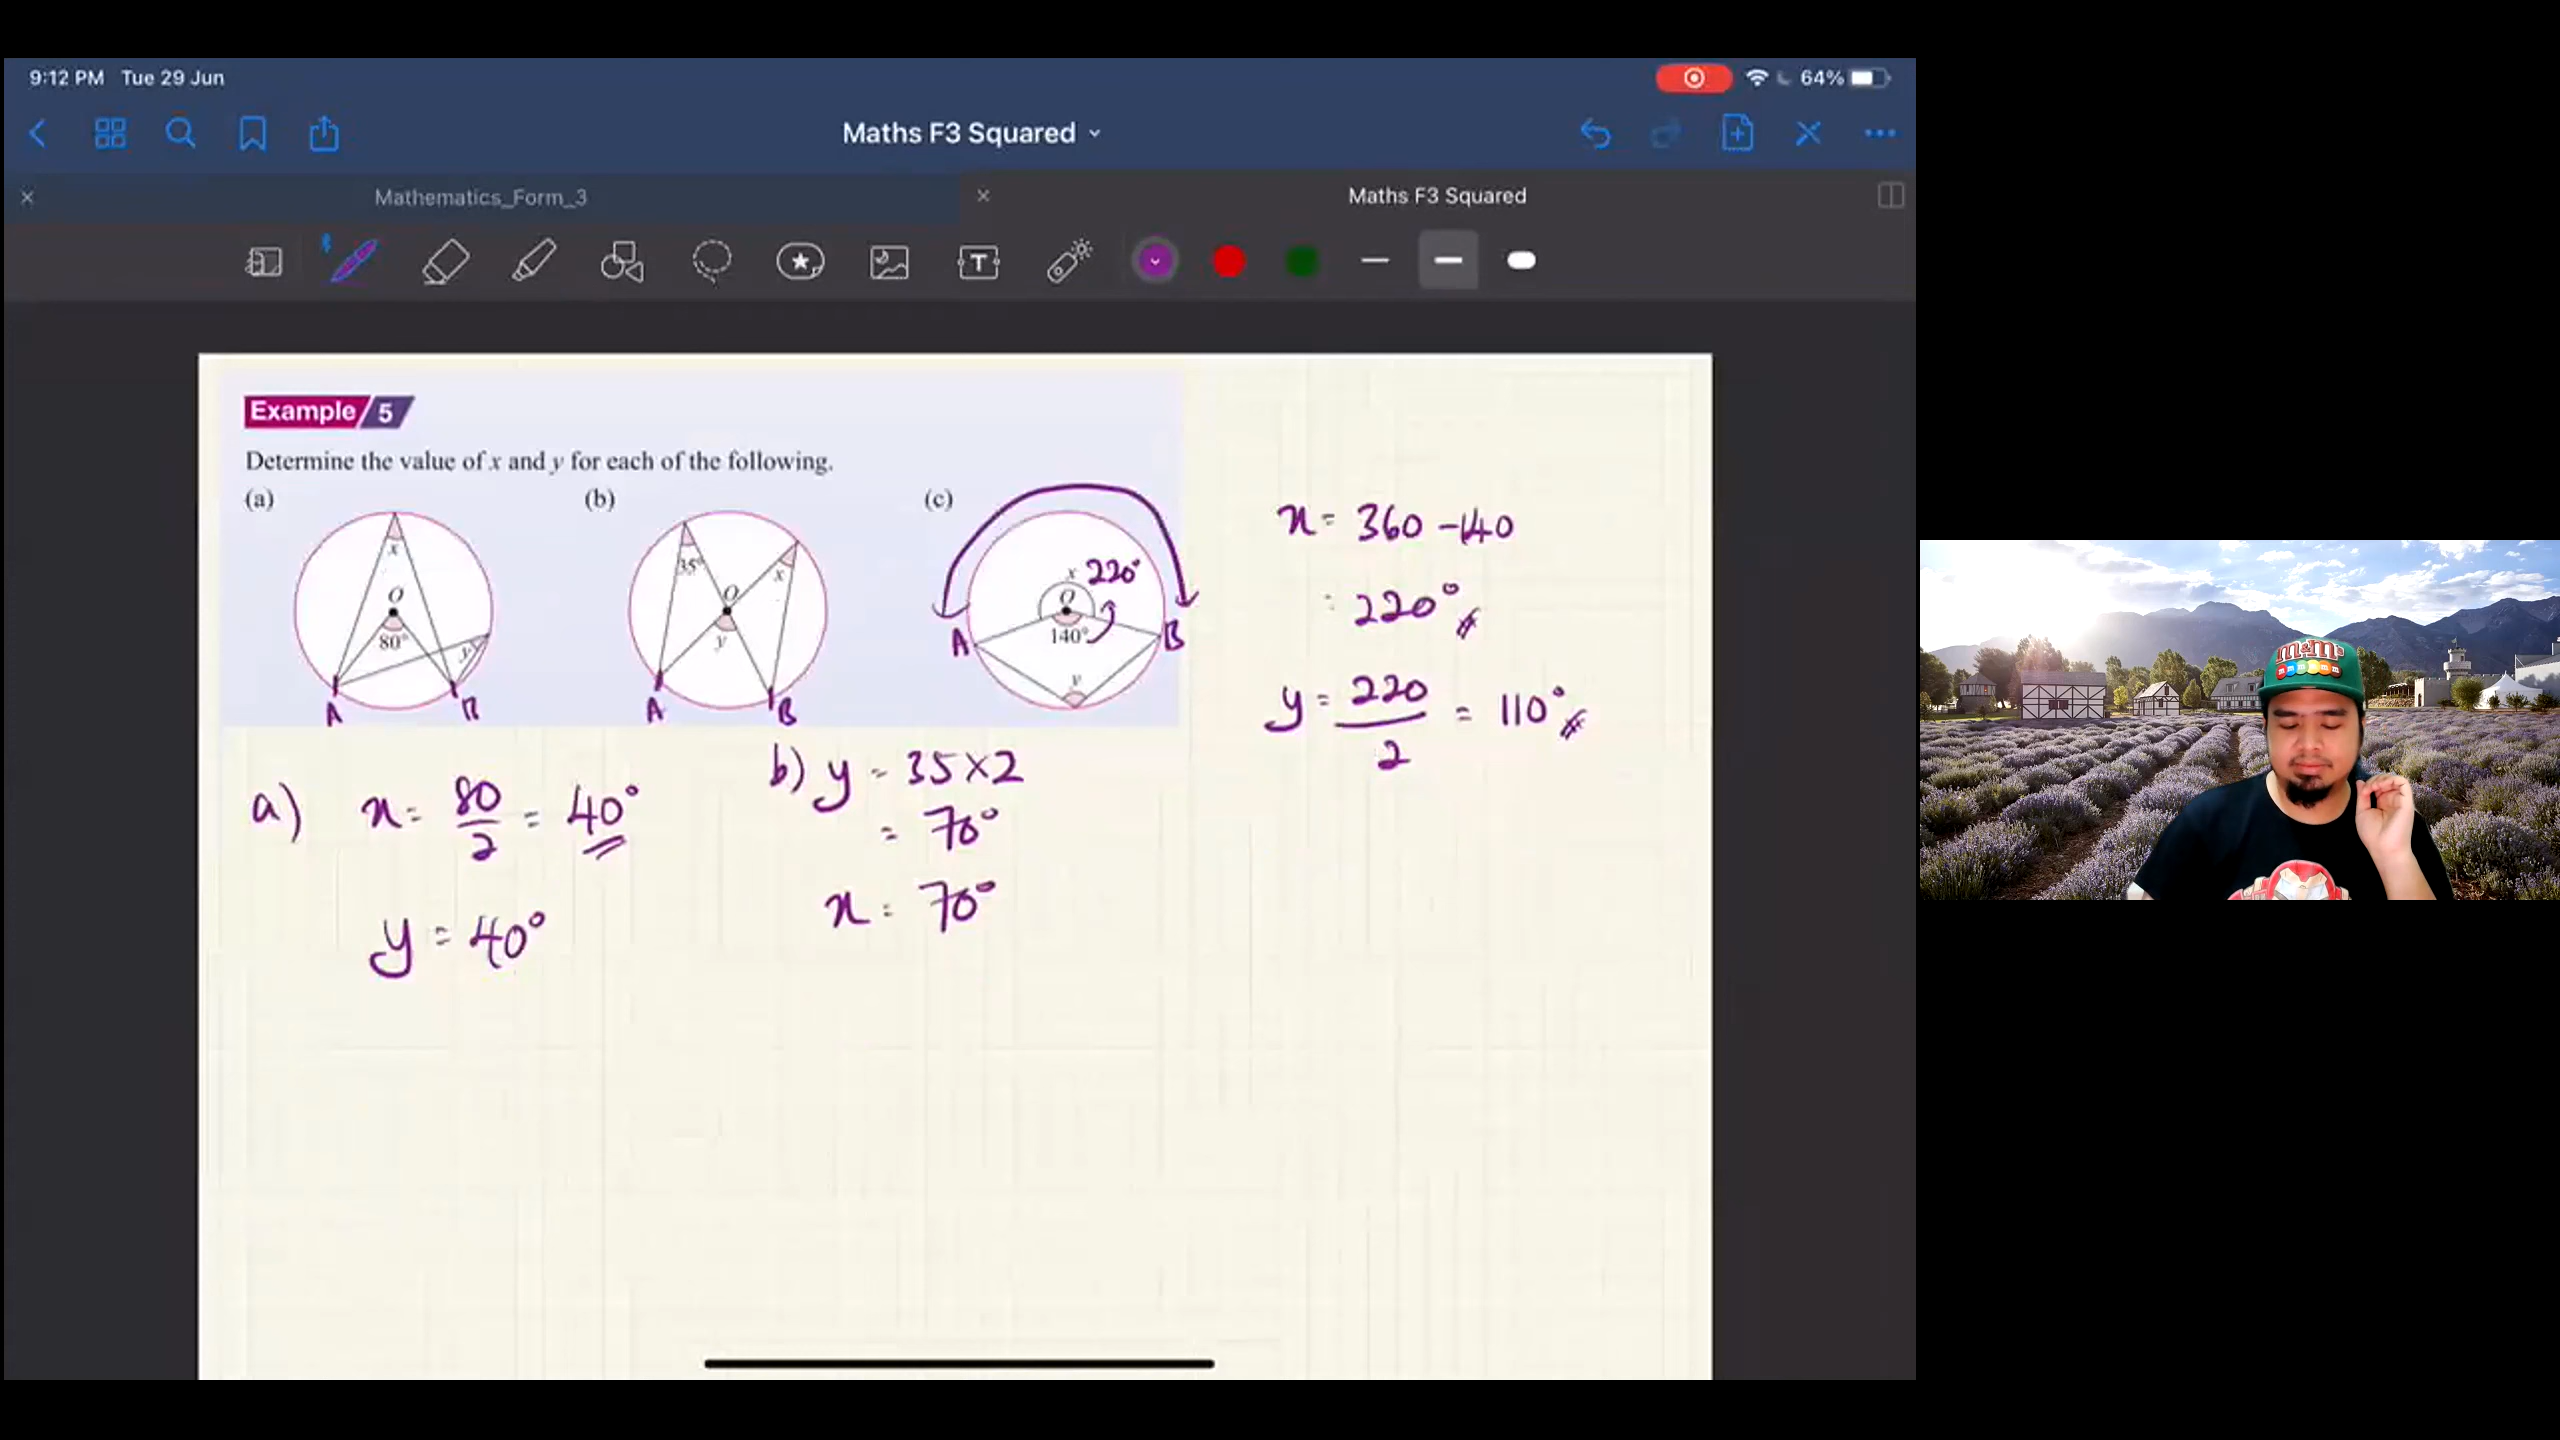 9:12 PM Tue 29 Jun
64%
Maths F3 Squared
Mathematics_Form_3
Maths F3 Squared
T
Example 5
Determine the value of x and y for each of the following.
(a)
(b)
(c)
x
O
80°
y
A
B
35°
x
O
y
A
B
x 220°
O
140°
y
A
B
x = 360 - 140
= 220°
y = 220/2 = 110°
a) x = 80/2 = 40°
y = 40°
b) y = 35 × 2
= 70°
x = 70°
m&m's